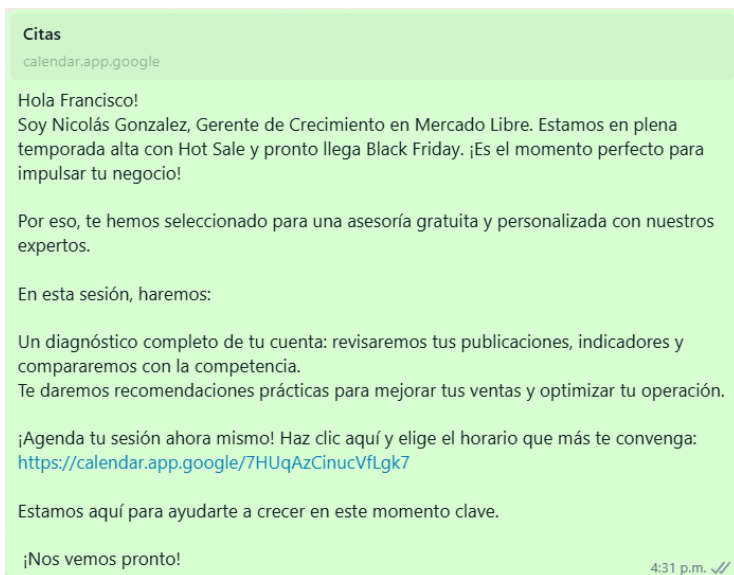 Citas
calendar.app.google
Hola Francisco!
Soy Nicolás Gonzalez, Gerente de Crecimiento en Mercado Libre. Estamos en plena
temporada alta con Hot Sale y pronto llega Black Friday. ¡Es el momento perfecto para
impulsar tu negocio!
Por eso, te hemos seleccionado para una asesoría gratuita y personalizada con nuestros
expertos.
En esta sesión, haremos:
Un diagnóstico completo de tu cuenta: revisaremos tus publicaciones, indicadores y
compararemos con la competencia.
Te daremos recomendaciones prácticas para mejorar tus ventas y optimizar tu operación.
¡Agenda tu sesión ahora mismo! Haz clic aquí y elige el horario que más te convenga:
https://calendar.app.google/7HUqAzCinucVfLgk7
Estamos aquí para ayudarte a crecer en este momento clave.
¡Nos vemos pronto!
4:31 p.m.